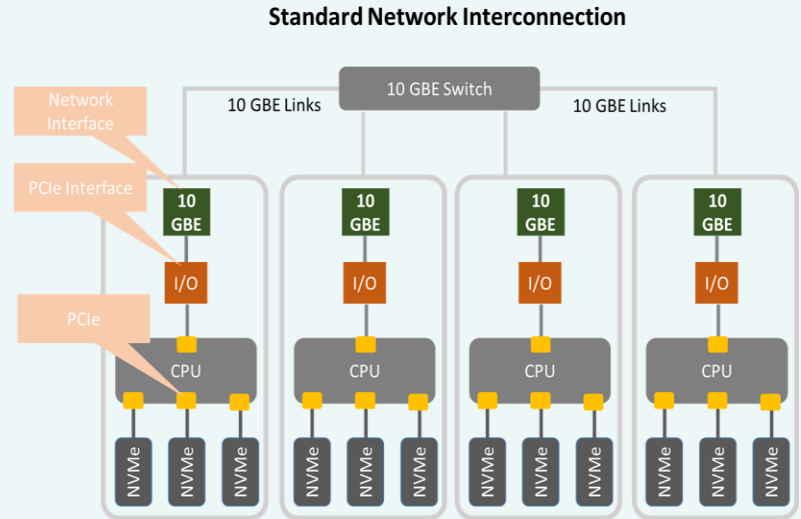 Standard Network Interconnection
10 GBE Switch
10 GBE Links
10 GBE Links
Network
Interface
PCIe Interface
PCIe
10
GBE
I/O
CPU
NVMe
NVMe
NVMe
10
GBE
I/O
CPU
NVMe
NVMe
NVMe
10
GBE
I/O
CPU
NVMe
NVMe
NVMe
10
GBE
I/O
CPU
NVMe
NVMe
NVMe